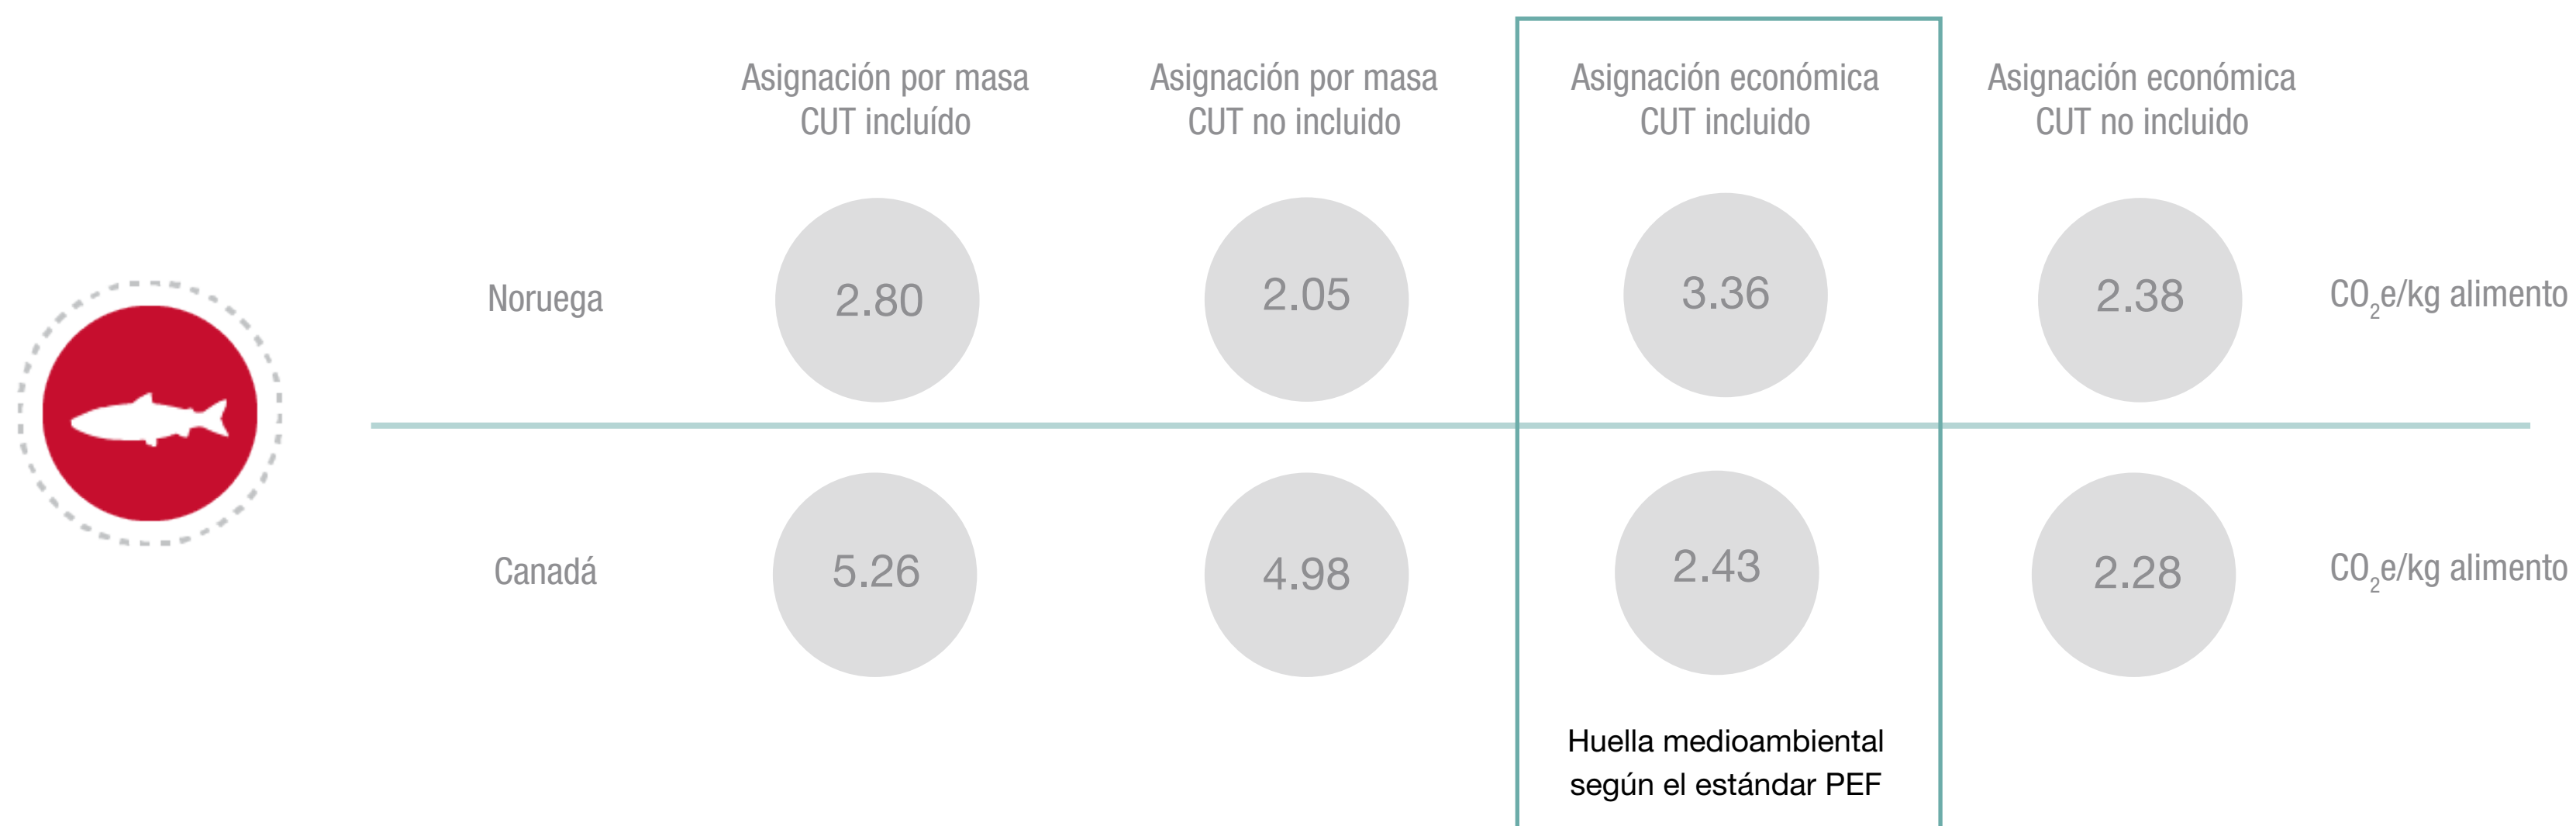 Asignación por masa
CUT incluído
Asignación por masa
CUT no incluido
Asignación económica
CUT incluido
Asignación económica
CUT no incluido
Noruega
2.80
2.05
3.36
2.38
CO2e/kg alimento
Canadá
5.26
4.98
2.43
2.28
CO2e/kg alimento
Huella medioambiental
según el estándar PEF